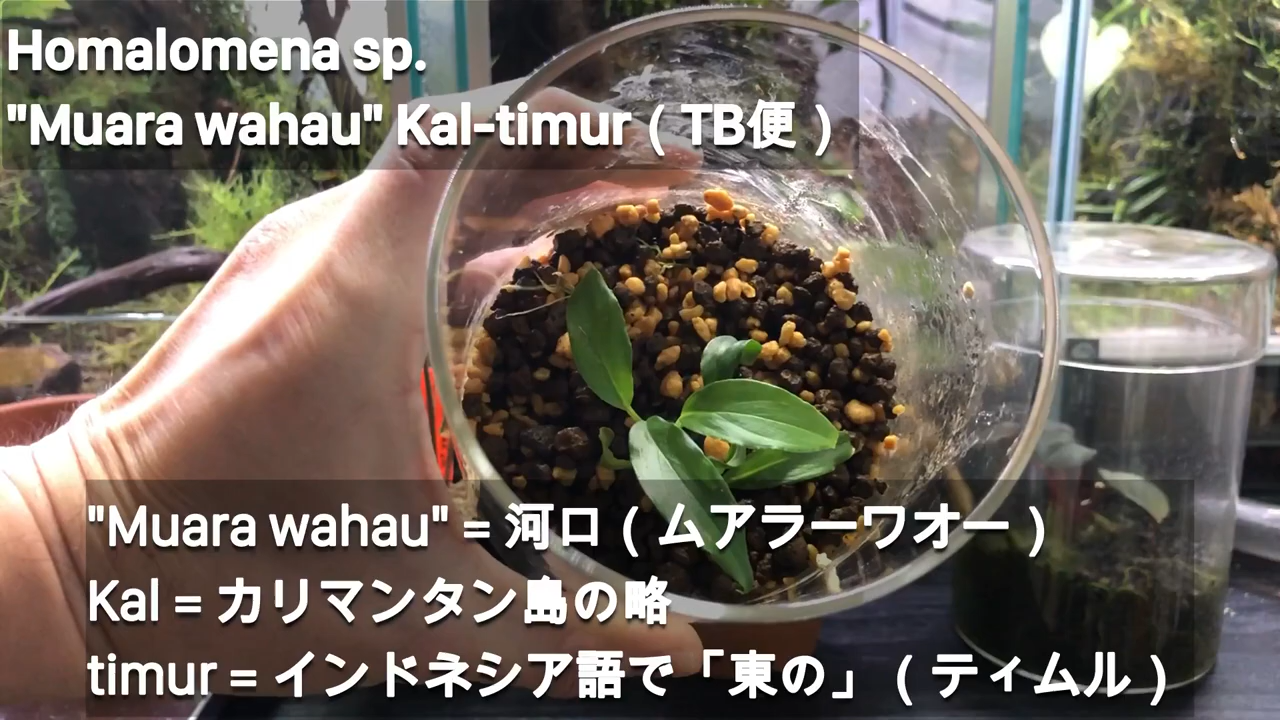 Homalomena sp.
"Muara wahau" Kal-timur（TB便）
"Muara wahau" = 河口（ムアラーワオー）
Kal = カリマンタン島の略
timur = インドネシア語で「東の」（ティムル）